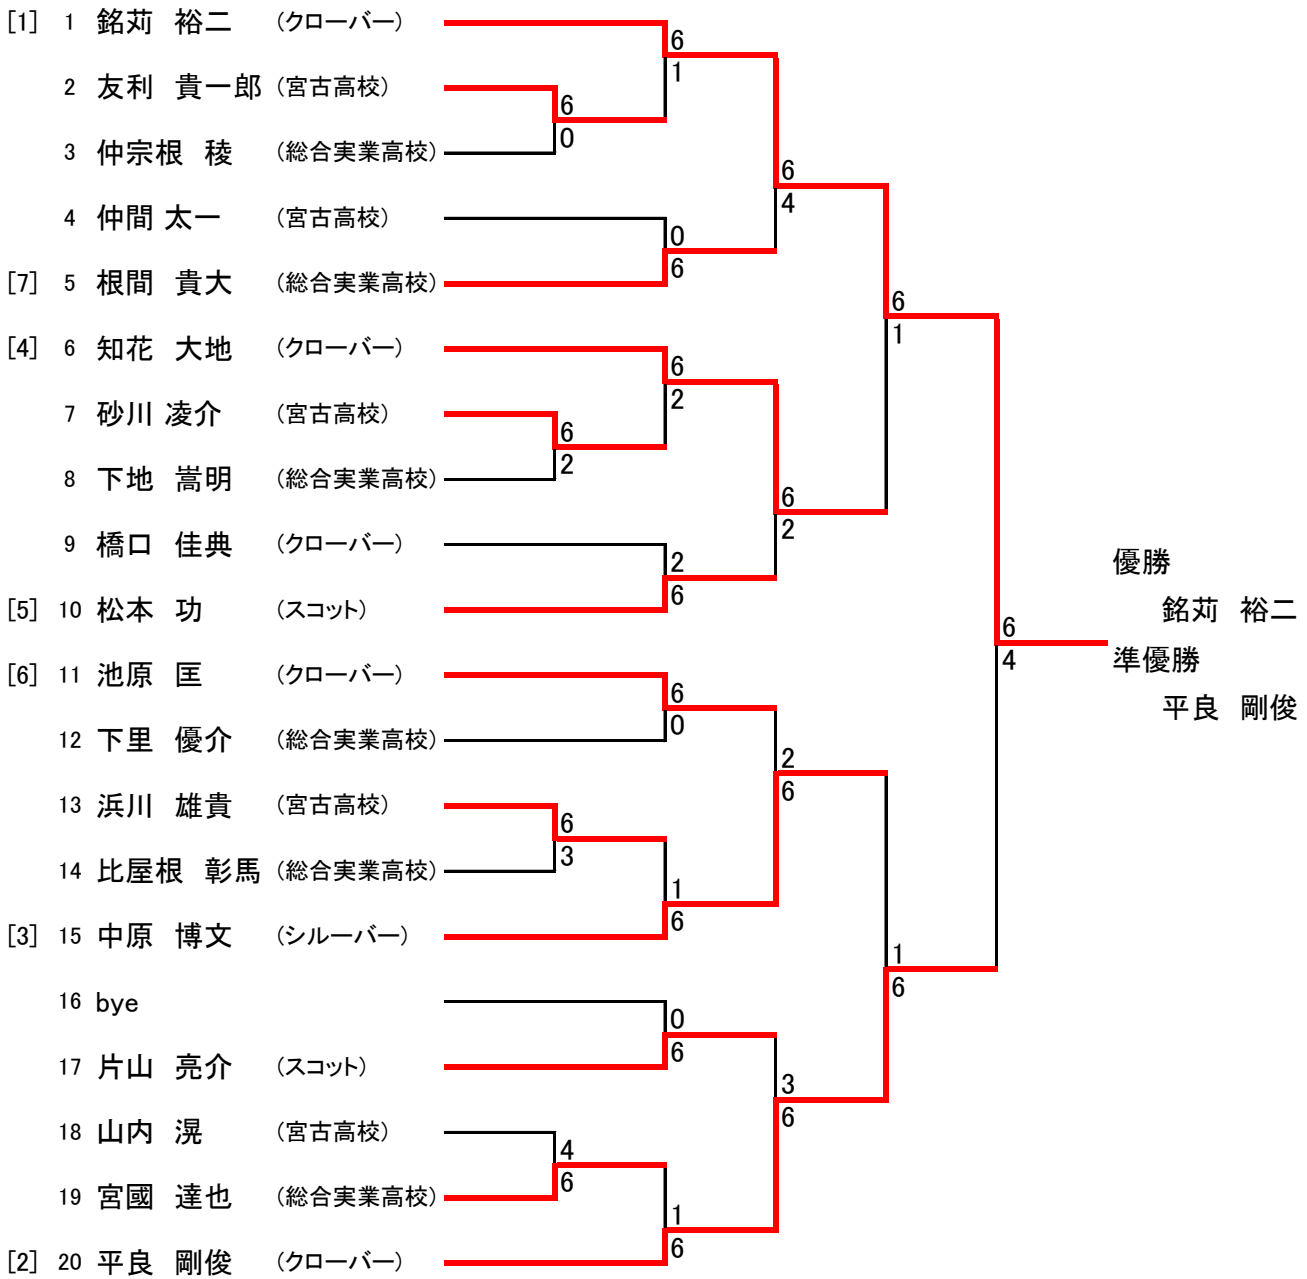 [1] 1 銘苅 裕二 (クローバー)
6
1
2 友利 貴一郎 (宮古高校)
6
0
3 仲宗根 稜 (総合実業高校)
6
4
4 仲間 太一 (宮古高校)
0
6
[7] 5 根間 貴大 (総合実業高校)
6
1
[4] 6 知花 大地 (クローバー)
6
2
7 砂川 凌介 (宮古高校)
6
2
8 下地 嵩明 (総合実業高校)
6
2
9 橋口 佳典 (クローバー)
2
6
[5] 10 松本 功 (スコット)
優勝
銘苅 裕二
6
4
準優勝
平良 剛俊
[6] 11 池原 匡 (クローバー)
6
0
12 下里 優介 (総合実業高校)
2
6
13 浜川 雄貴 (宮古高校)
6
3
14 比屋根 彰馬 (総合実業高校)
1
6
[3] 15 中原 博文 (シルーバー)
1
6
16 bye
0
6
17 片山 亮介 (スコット)
3
6
18 山内 滉 (宮古高校)
4
6
19 宮國 達也 (総合実業高校)
1
6
[2] 20 平良 剛俊 (クローバー)